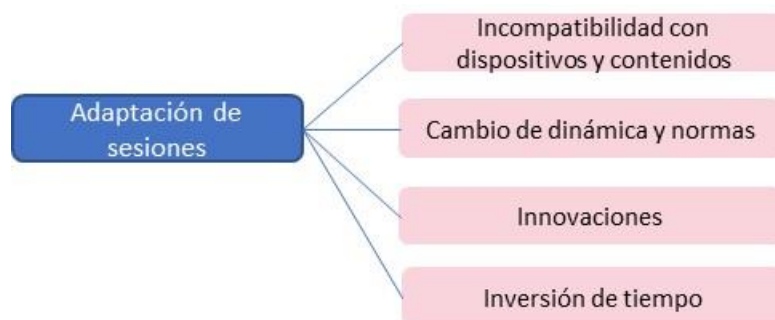 Adaptación de
sesiones
Incompatibilidad con
dispositivos y contenidos
Cambio de dinámica y normas
Innovaciones
Inversión de tiempo